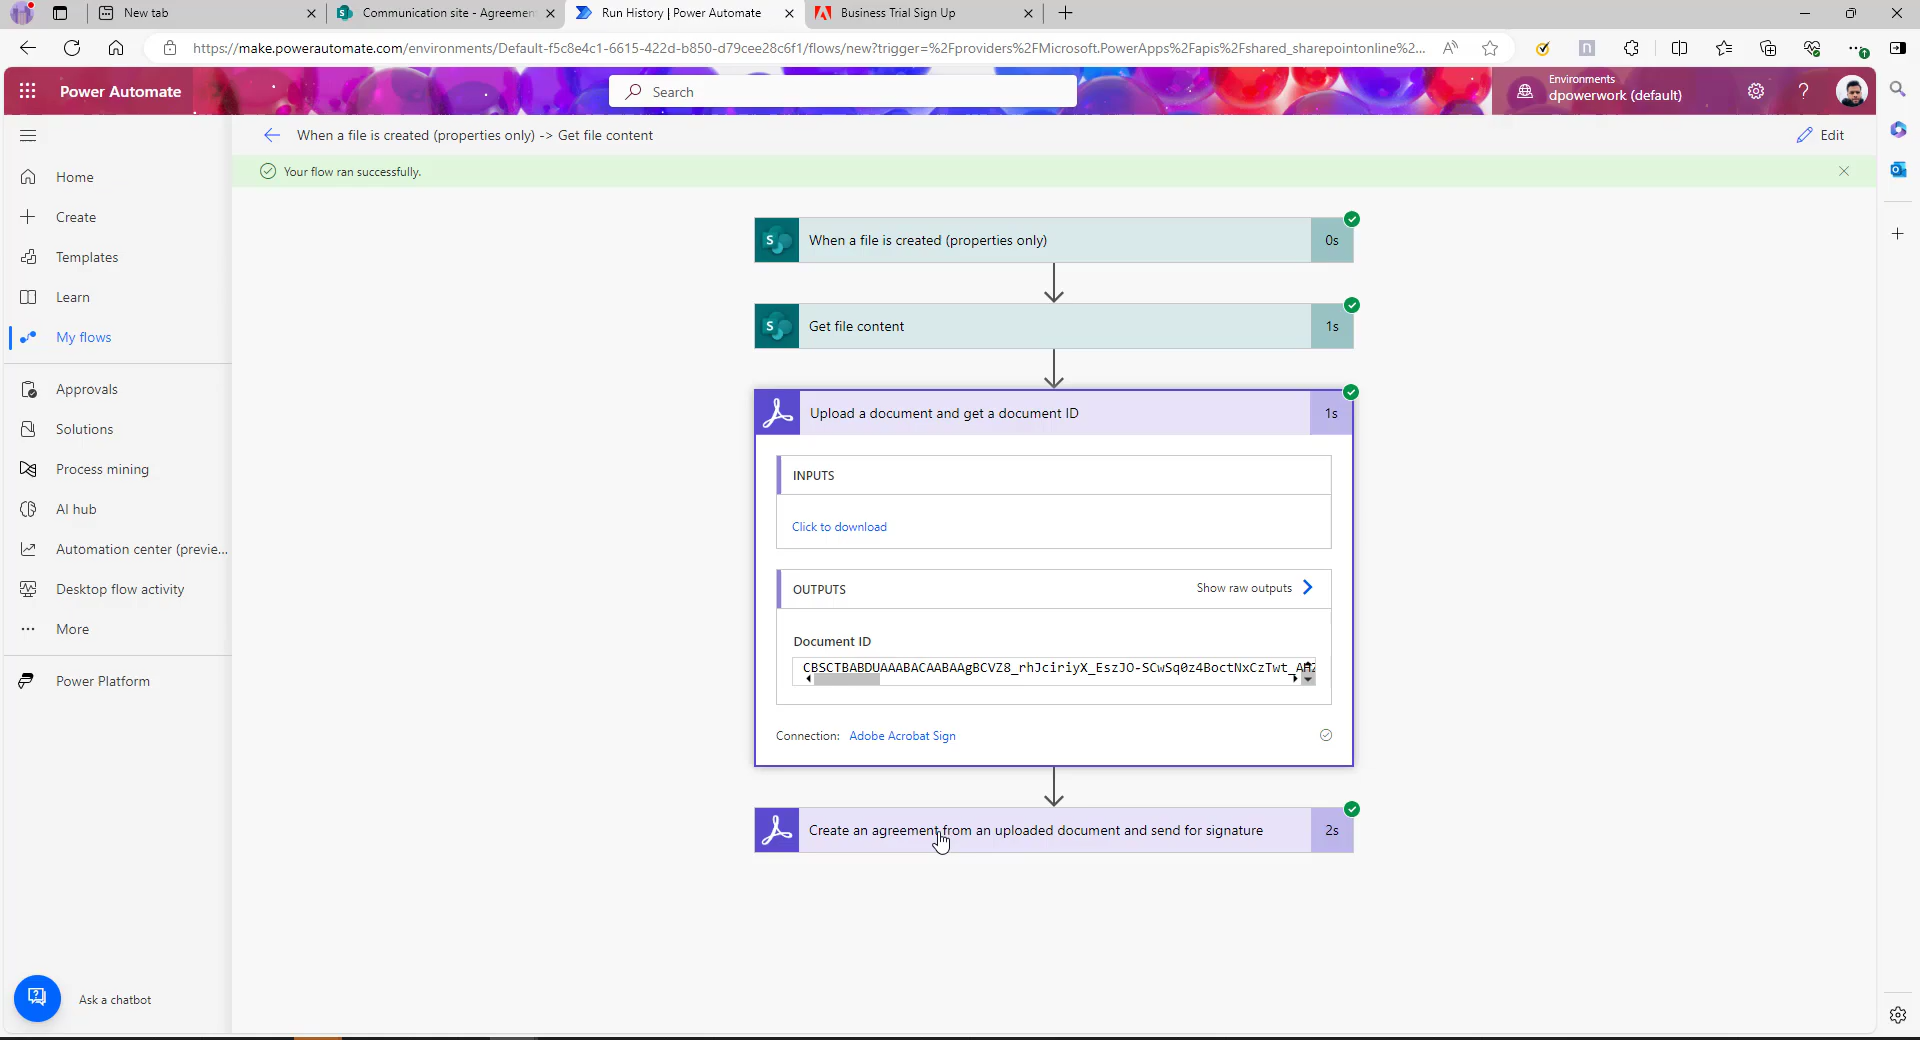 New tab
Communication site - Agreemen
Run History | Power Automate
Business Trial Sign Up
https://make.powerautomate.com/environments/Default-f5c8e4c1-6615-422d-b850-d79cee28c6f1/flows/new?trigger=%2Fproviders%2FMicrosoft.PowerApps%2Fapis%2Fshared_sharepointonline%2...
Power Automate
Search
Environments
dpowerwork (default)
When a file is created (properties only) -> Get file content
Edit
Your flow ran successfully.
Home
Create
Templates
Learn
My flows
Approvals
Solutions
Process mining
AI hub
Automation center (previe...
Desktop flow activity
More
Power Platform
Ask a chatbot
When a file is created (properties only)
0s
Get file content
1s
Upload a document and get a document ID
1s
INPUTS
Click to download
OUTPUTS
Show raw outputs
Document ID
Connection: Adobe Acrobat Sign
Create an agreement from an uploaded document and send for signature
2s